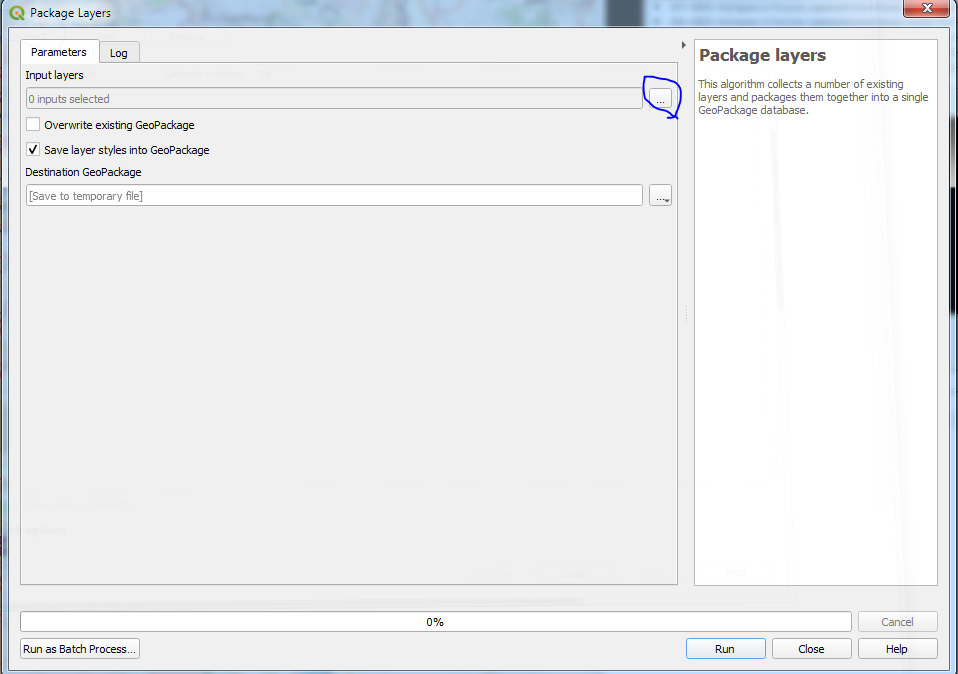 Package Layers
Parameters
Log
Input layers
0 inputs selected
...
Overwrite existing GeoPackage
Save layer styles into GeoPackage
Destination GeoPackage
[Save to temporary file]
...
Package layers
This algorithm collects a number of existing
layers and packages them together into a single
GeoPackage database.
0%
Cancel
Run as Batch Process...
Run
Close
Help